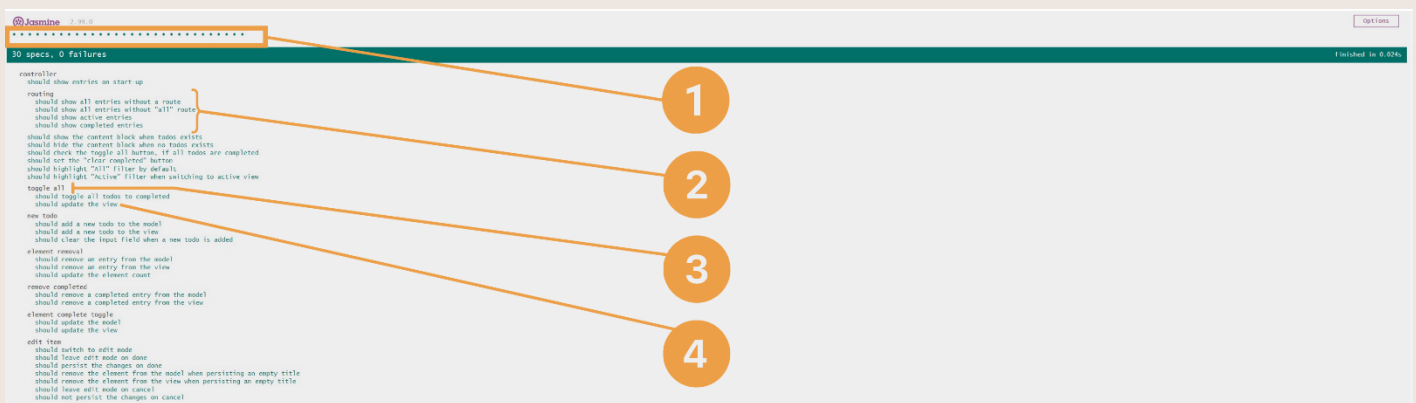 Jasmine 2.99.0
Options
30 specs, 0 failures
finished in 0.024s
controller
should show entries on start-up
routing
should show all entries without a route
should show all entries without "all" route
should show active entries
should show completed entries
should show the content block when todos exists
should hide the content block when no todos exists
should check the toggle all button, if all todos are completed
should set the "clear completed" button
should highlight "All" filter by default
should highlight "Active" filter when switching to active view
toggle all
should toggle all todos to completed
should update the view
new todo
should add a new todo to the model
should add a new todo to the view
should clear the input field when a new todo is added
element removal
should remove an entry from the model
should remove an entry from the view
should update the element count
remove completed
should remove a completed entry from the model
should remove a completed entry from the view
element complete toggle
should update the model
should update the view
edit item
should switch to edit mode
should leave edit mode on done
should persist the changes on done
should remove the element from the model when persisting an empty title
should remove the element from the view when persisting an empty title
should leave edit mode on cancel
should not persist the changes on cancel
1
2
3
4